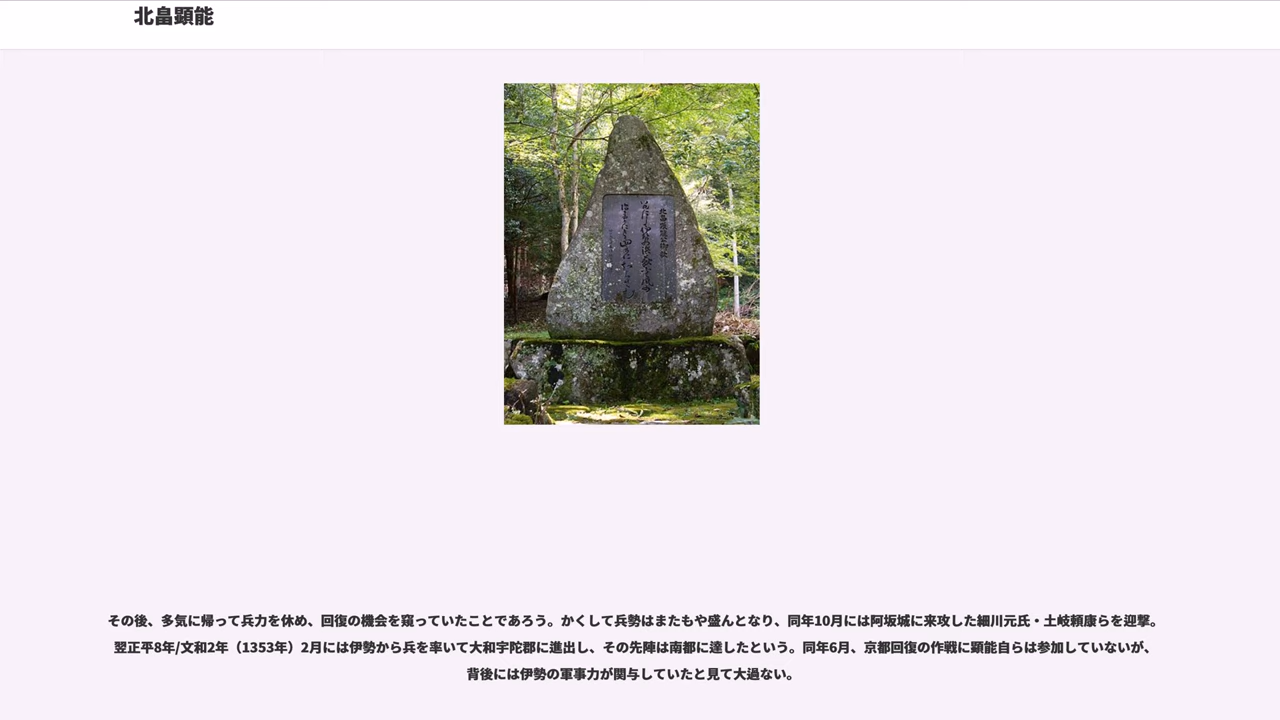 北畠顕能
その後、多気に帰って兵力を休め、回復の機会を窺っていたことであろう。かくして兵勢はまたもや盛んとなり、同年10月には阿坂城に来攻した細川元氏・土岐頼康らを迎撃。
翌正平8年/文和2年（1353年）2月には伊勢から兵を率いて大和宇陀郡に進出し、その先陣は南都に達したという。同年6月、京都回復の作戦に顕能自らは参加していないが、
背後には伊勢の軍事力が関与していたと見て大過ない。